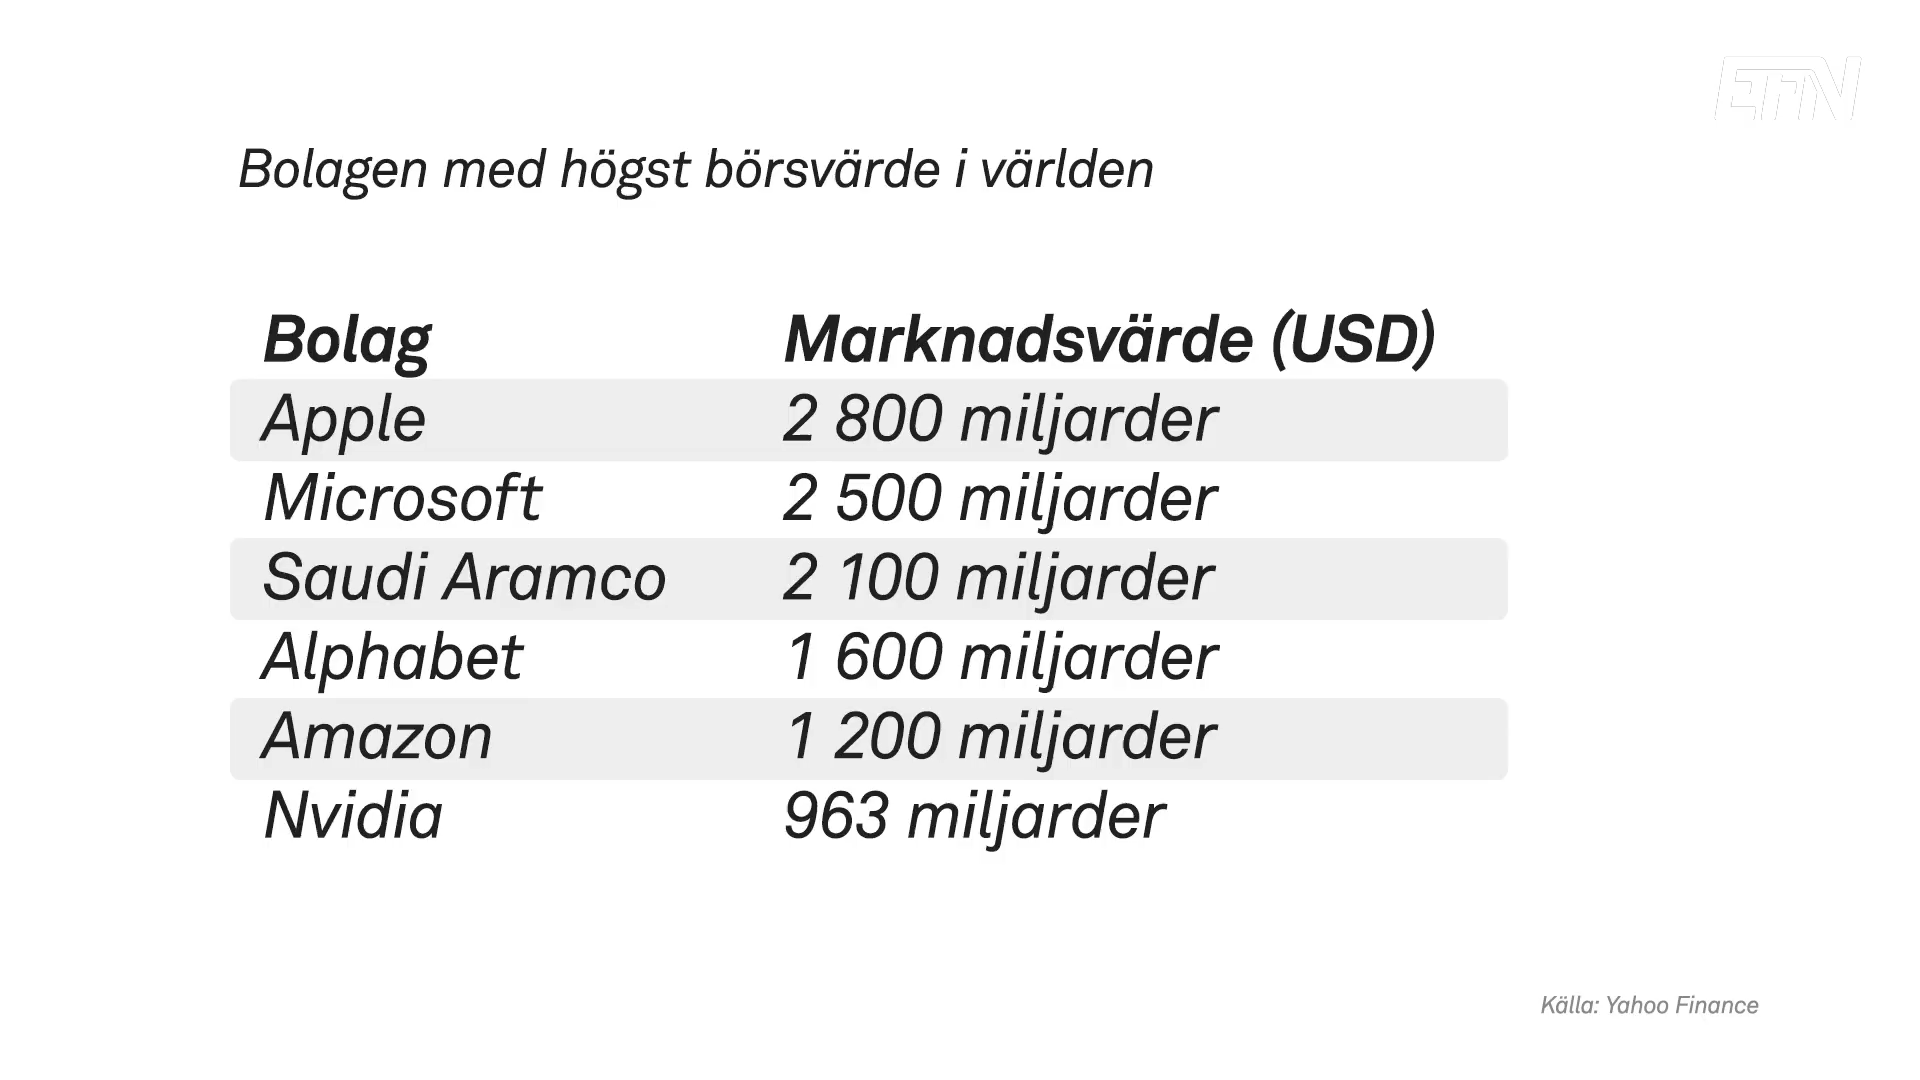 EFN
Bolagen med högst börsvärde i världen
Bolag Marknadsvärde (USD)
Apple 2 800 miljarder
Microsoft 2 500 miljarder
Saudi Aramco 2 100 miljarder
Alphabet 1 600 miljarder
Amazon 1 200 miljarder
Nvidia 963 miljarder
Källa: Yahoo Finance